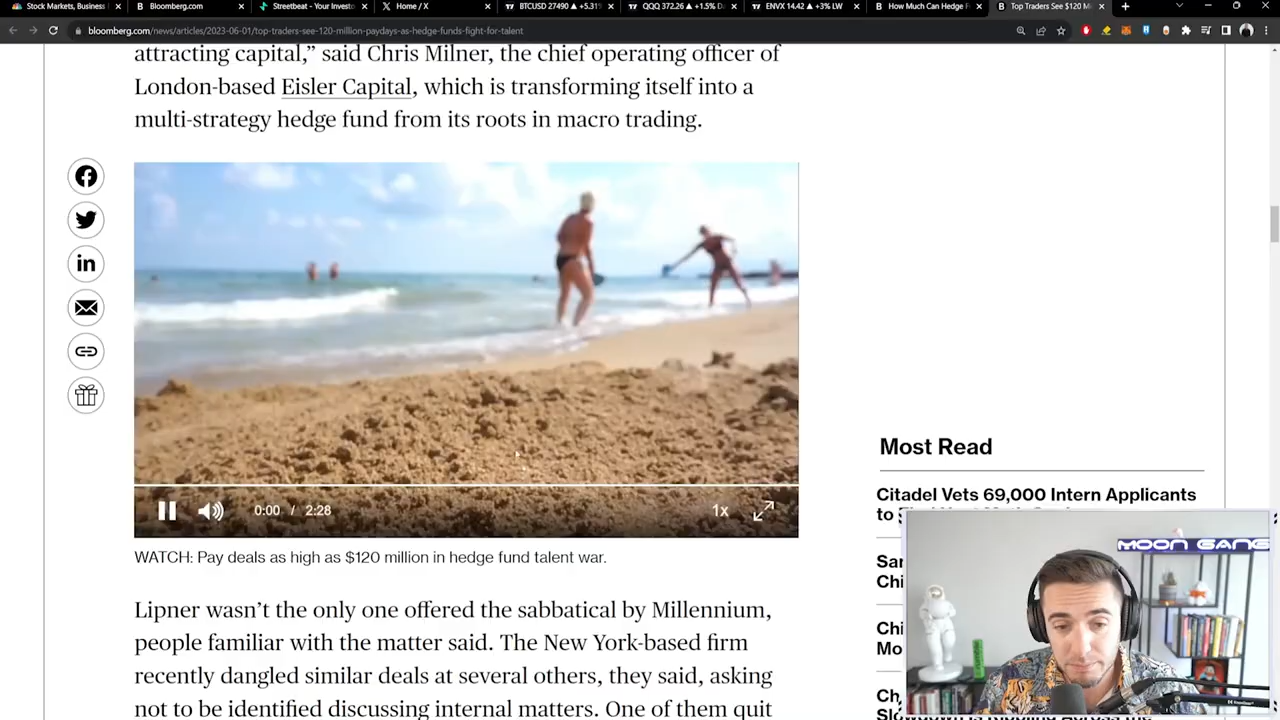 Stock Markets, Business
Bloomberg.com
Streetbeat - Your Investo
Home / X
BTCUSD 27490 ▲ +5.31%
QQQ 372.26 ▲ +1.5% D
ENVX 14.42 ▲ +3% LW
How Much Can Hedge F
Top Traders See $120 Mi
bloomberg.com/news/articles/2023-06-01/top-traders-see-120-million-paydays-as-hedge-funds-fight-for-talent
attracting capital,” said Chris Milner, the chief operating officer of
London-based Eisler Capital, which is transforming itself into a
multi-strategy hedge fund from its roots in macro trading.
0:00 / 2:28
1x
WATCH: Pay deals as high as $120 million in hedge fund talent war.
Lipner wasn’t the only one offered the sabbatical by Millennium,
people familiar with the matter said. The New York-based firm
recently dangled similar deals at several others, they said, asking
not to be identified discussing internal matters. One of them quit
Most Read
Citadel Vets 69,000 Intern Applicants
to
MOON GANG